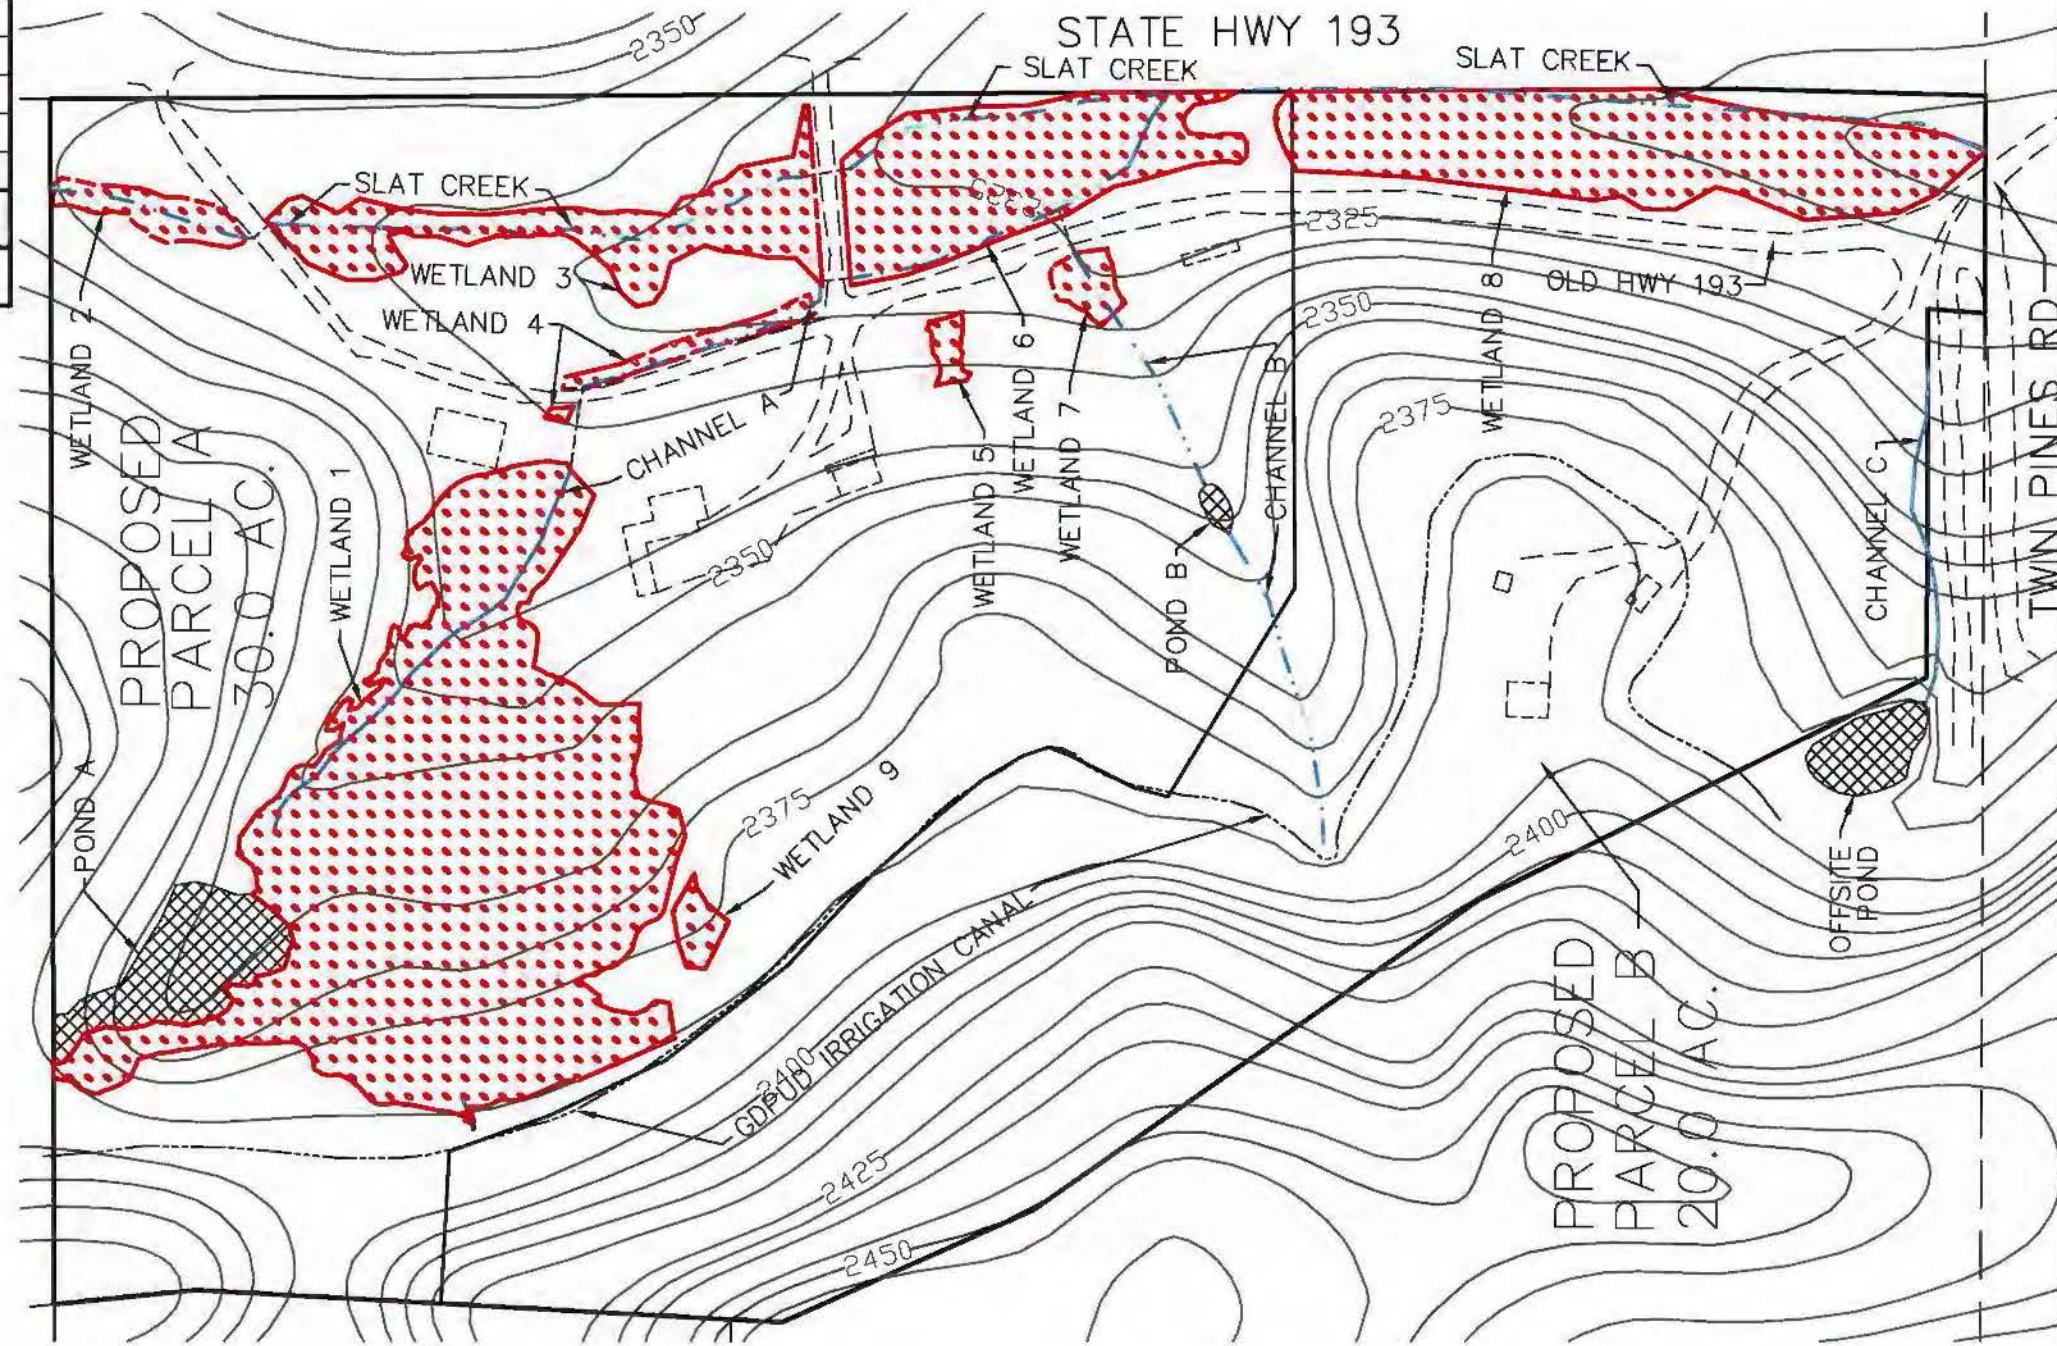 STATE HWY 193
2350
SLAT CREEK
SLAT CREEK
SLAT CREEK
2325
2325
WETLAND 3
OLD HWY 193
WETLAND 4
2350
WETLAND 2
WETLAND 6
WETLAND 8
TWIN PINES RD
2375
CHANNEL A
CHANNEL B
PROPOSED
PARCEL A
30.0 AC.
WETLAND 1
WETLAND 5
WETLAND 7
CHANNEL C
2350
POND B
POND A
2375
WETLAND 9
2400
OFFSITE
POND
GDPUD IRRIGATION CANAL
2400
PROPOSED
PARCEL B
20.0 AC.
2425
2450